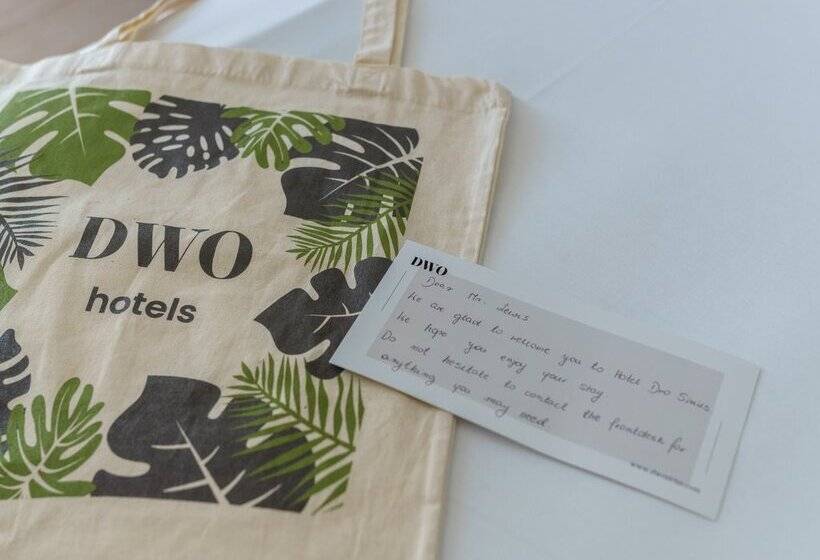 DWO
hotels
DWO
Dear Mr. Lewis
We are glad to welcome you to Hotel Dwo Sirius
We hope you enjoy your stay
Do not hesitate to contact the frontdesk for
anything you may need.